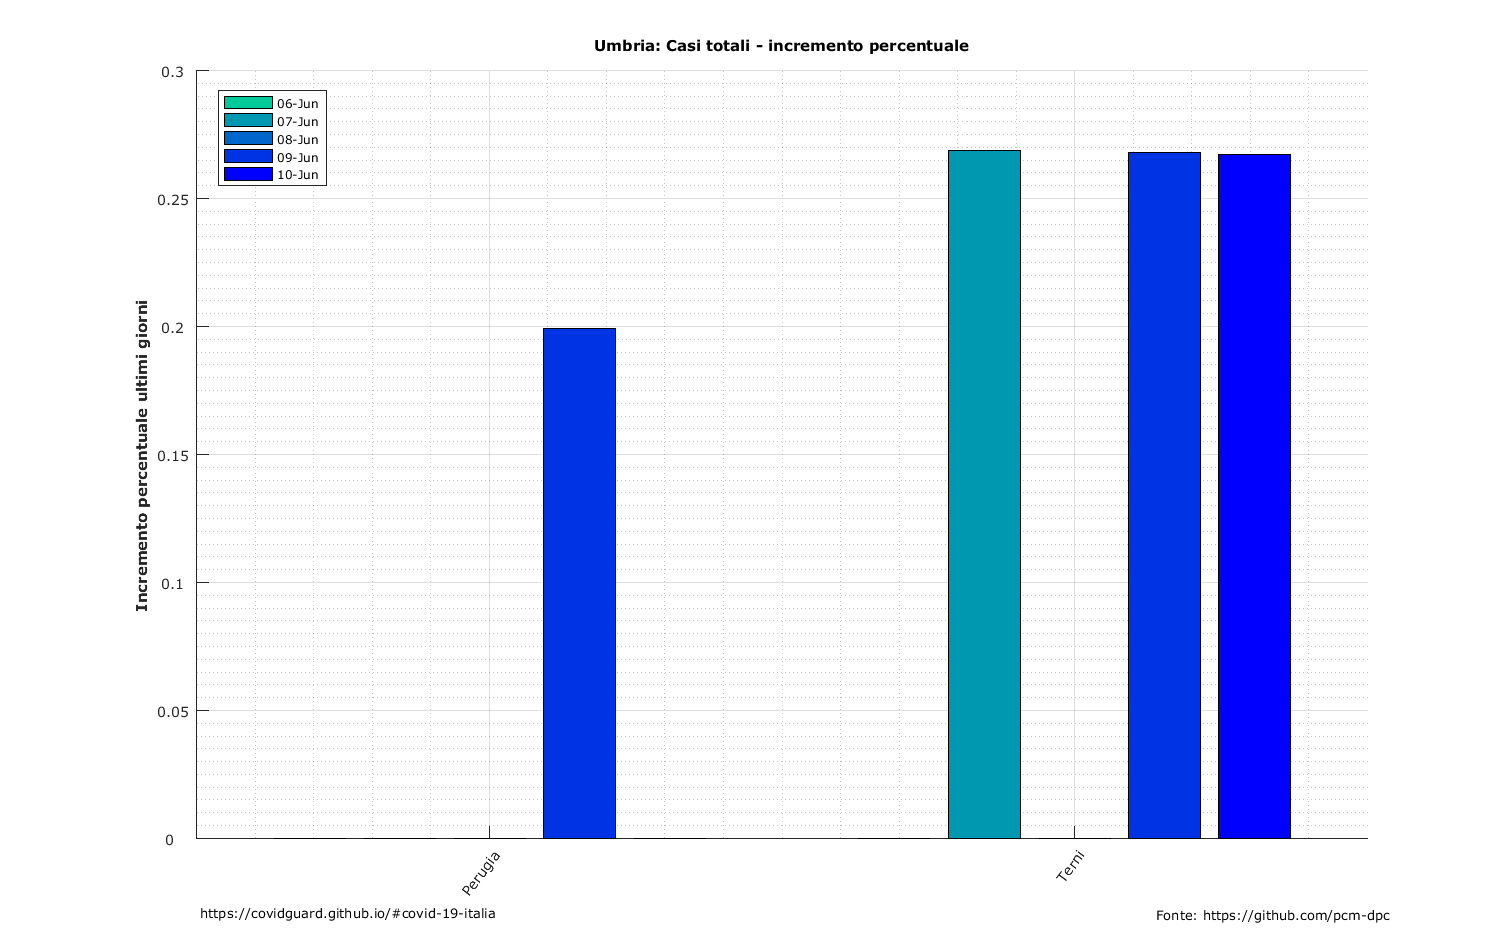 Umbria: Casi totali - incremento percentuale
0.3
0.25
0.2
0.15
0.1
0.05
0
Incremento percentuale ultimi giorni
06-Jun
07-Jun
08-Jun
09-Jun
10-Jun
Perugia
Terni
https://covidguard.github.io/#covid-19-italia
Fonte: https://github.com/pcm-dpc